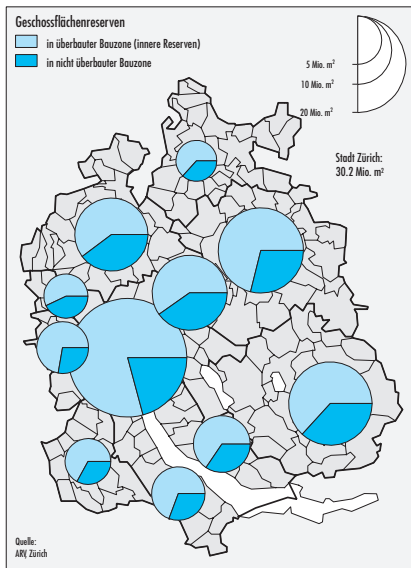 Geschossflächenreserven
in überbauter Bauzone (innere Reserven)
in nicht überbauter Bauzone
5 Mio. m²
10 Mio. m²
20 Mio. m²
Stadt Zürich:
30.2 Mio. m²
Quelle:
ARV, Zürich